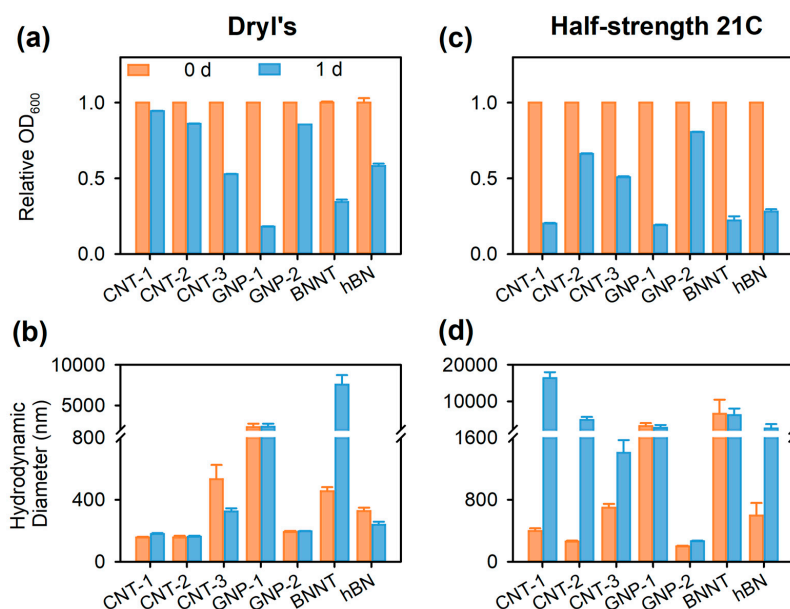 (a) Dryl's
(c) Half-strength 21C
0 d 1 d
Relative OD600
1.0
0.5
0.0
CNT-1 CNT-2 CNT-3 GNP-1 GNP-2 BNNT hBN
1.0
0.5
0.0
CNT-1 CNT-2 CNT-3 GNP-1 GNP-2 BNNT hBN
(b)
Hydrodynamic
Diameter (nm)
10000
5000
800
400
0
CNT-1 CNT-2 CNT-3 GNP-1 GNP-2 BNNT hBN
(d)
20000
10000
1600
800
0
CNT-1 CNT-2 CNT-3 GNP-1 GNP-2 BNNT hBN